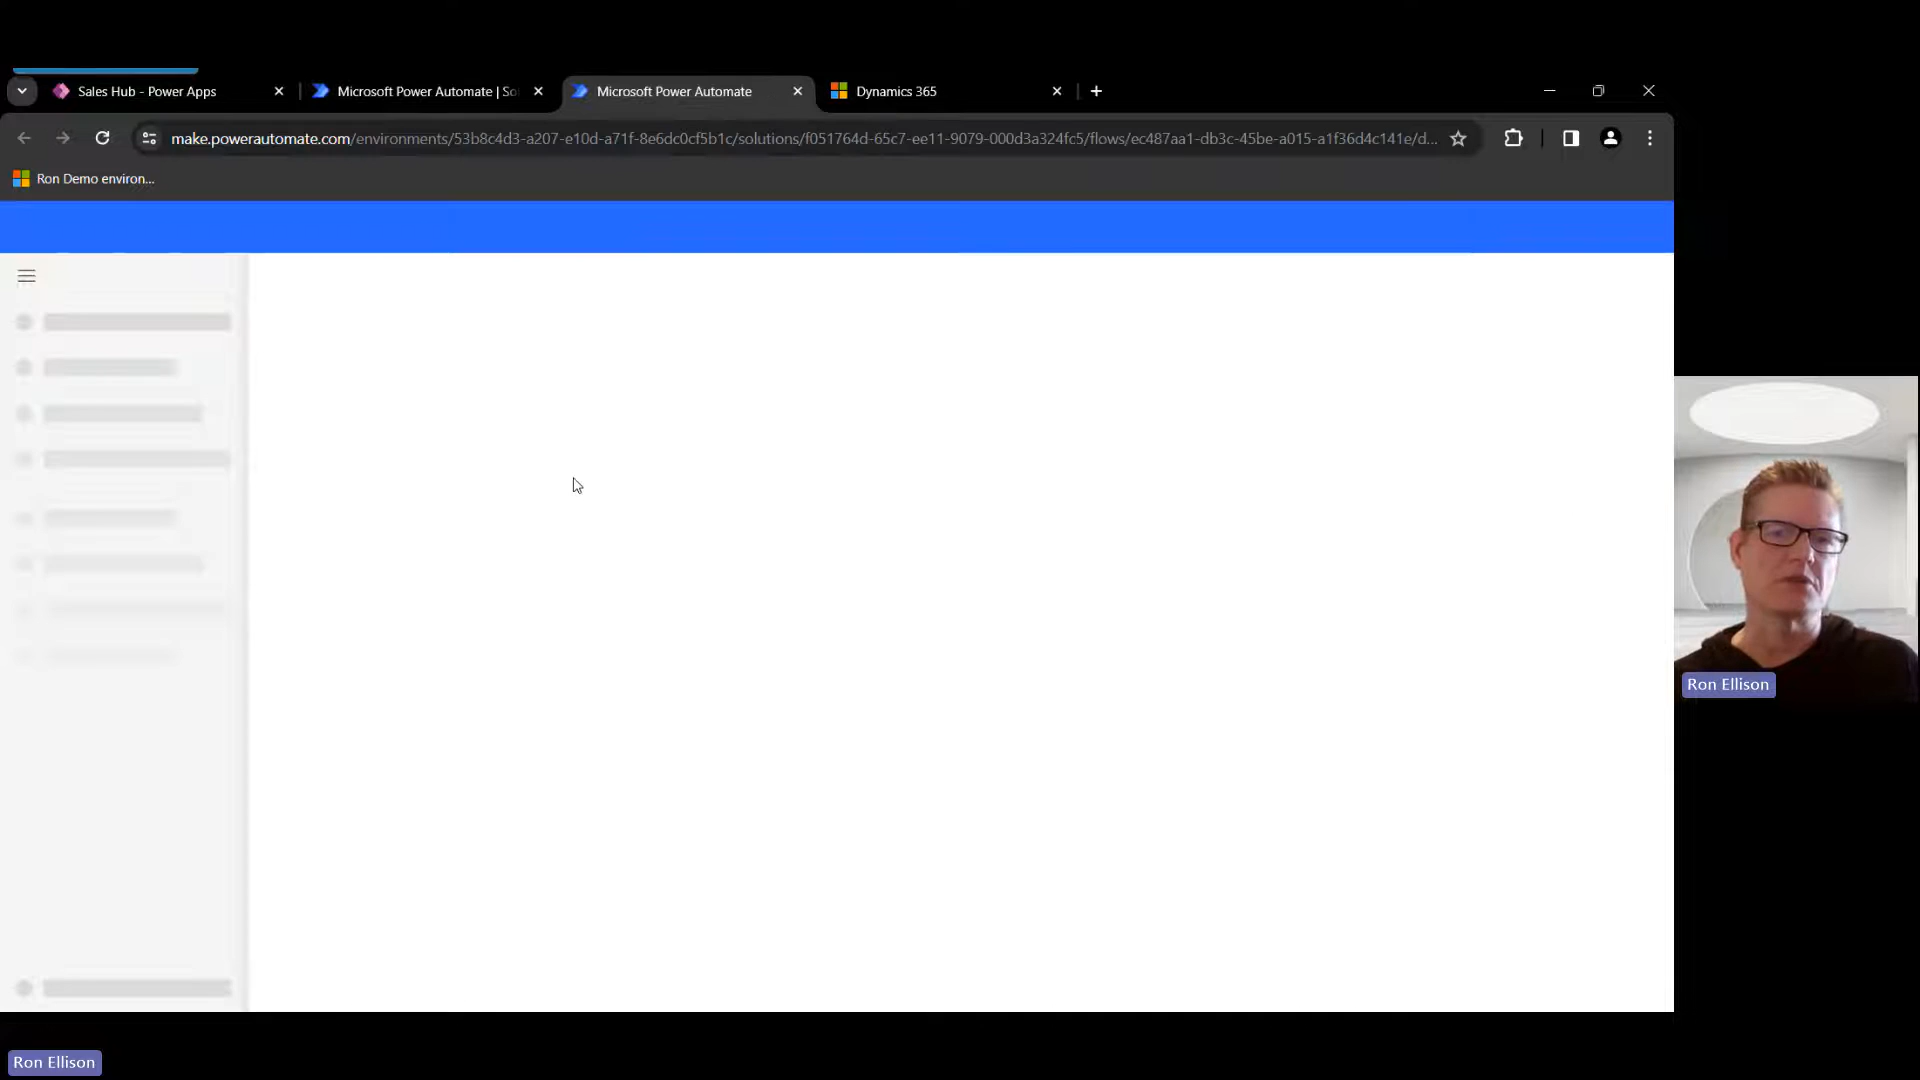 Sales Hub - Power Apps
Microsoft Power Automate | So
Microsoft Power Automate
Dynamics 365
make.powerautomate.com/environments/53b8c4d3-a207-e10d-a71f-8e6dc0cf5b1c/solutions/f051764d-65c7-ee11-9079-000d3a324fc5/flows/ec487aa1-db3c-45be-a015-a1f36d4c141e/d...
Ron Demo environ...
Ron Ellison
Ron Ellison